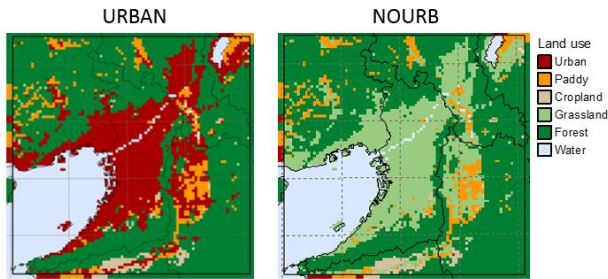 URBAN
NOURB
Land use
Urban
Paddy
Cropland
Grassland
Forest
Water